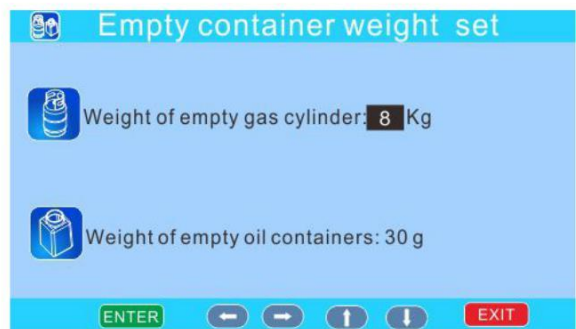 Empty container weight set
Weight of empty gas cylinder: 8 Kg
Weight of empty oil containers: 30 g
ENTER ← → ↑ ↓ EXIT